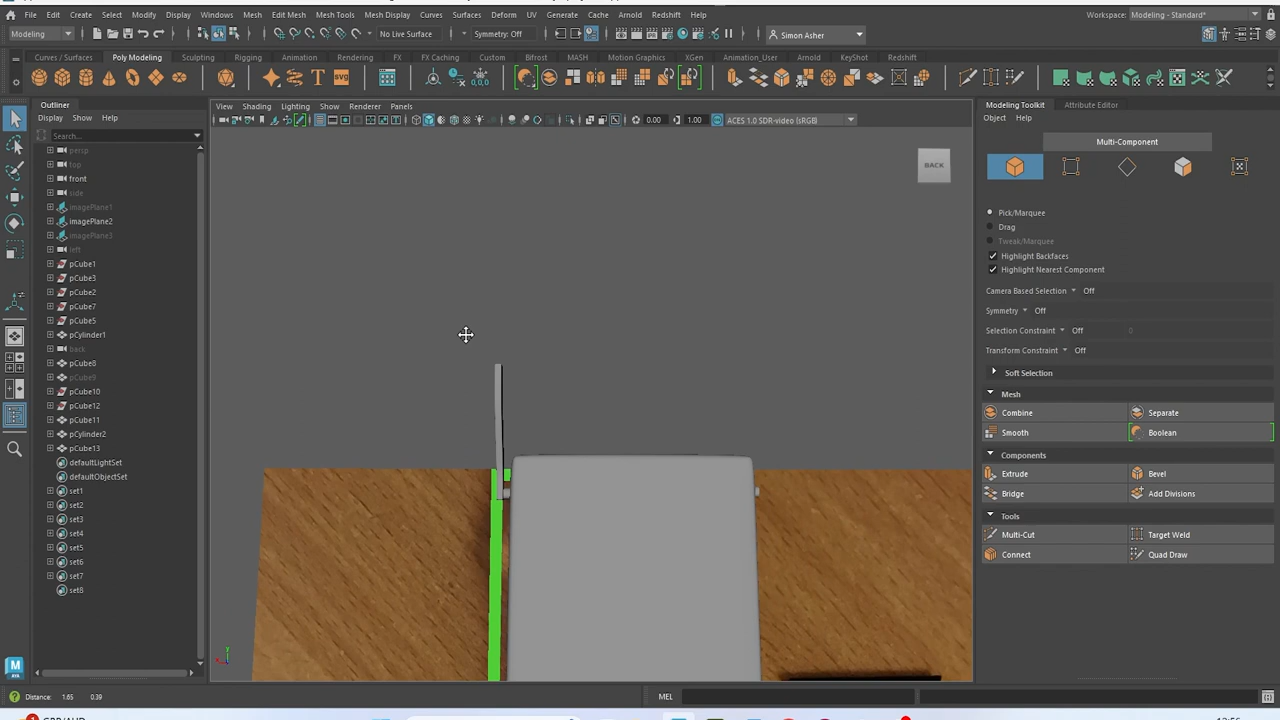 File Edit Create Select Modify Display Windows Mesh Edit Mesh Mesh Tools Mesh Display Curves Surfaces Deform UV Generate Cache Arnold Redshift Help Workspace: Modeling - Standard*
Modeling No Live Surface Symmetry: Off Simon Asher
Curves / Surfaces Poly Modeling Sculpting Rigging Animation Rendering FX FX Caching Custom Bifrost MASH Motion Graphics XGen Animation_User Arnold KeyShot Redshift
SVG
Outliner
Display Show Help
Search...
persp
top
front
side
imagePlane1
imagePlane2
imagePlane3
left
pCube1
pCube3
pCube2
pCube7
pCube5
pCylinder1
back
pCube8
pCube9
pCube10
pCube12
pCube11
pCylinder2
pCube13
defaultLightSet
defaultObjectSet
set1
set2
set3
set4
set5
set6
set7
set8
View Shading Lighting Show Renderer Panels
0.00 1.00 ACES 1.0 SDR-video (sRGB)
BACK
Modeling Toolkit Attribute Editor
Object Help
Multi-Component
Pick/Marquee
Drag
Tweak/Marquee
Highlight Backfaces
Highlight Nearest Component
Camera Based Selection Off
Symmetry Off
Selection Constraint Off 0
Transform Constraint Off
Soft Selection
Mesh
Combine Separate
Smooth Boolean
Components
Extrude Bevel
Bridge Add Divisions
Tools
Multi-Cut Target Weld
Connect Quad Draw
Distance: 1.65 0.39 MEL